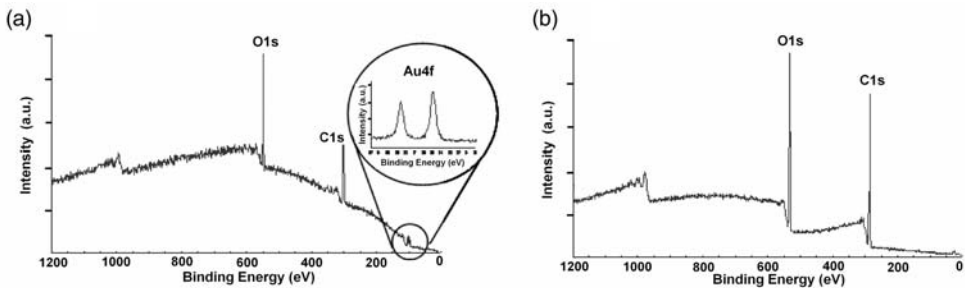 (a)
O1s
Au4f
Intensity (a.u.)
Binding Energy (eV)
C1s
Intensity (a.u.)
1200 1000 800 600 400 200 0
Binding Energy (eV)
(b)
O1s
C1s
Intensity (a.u.)
1200 1000 800 600 400 200 0
Binding Energy (eV)